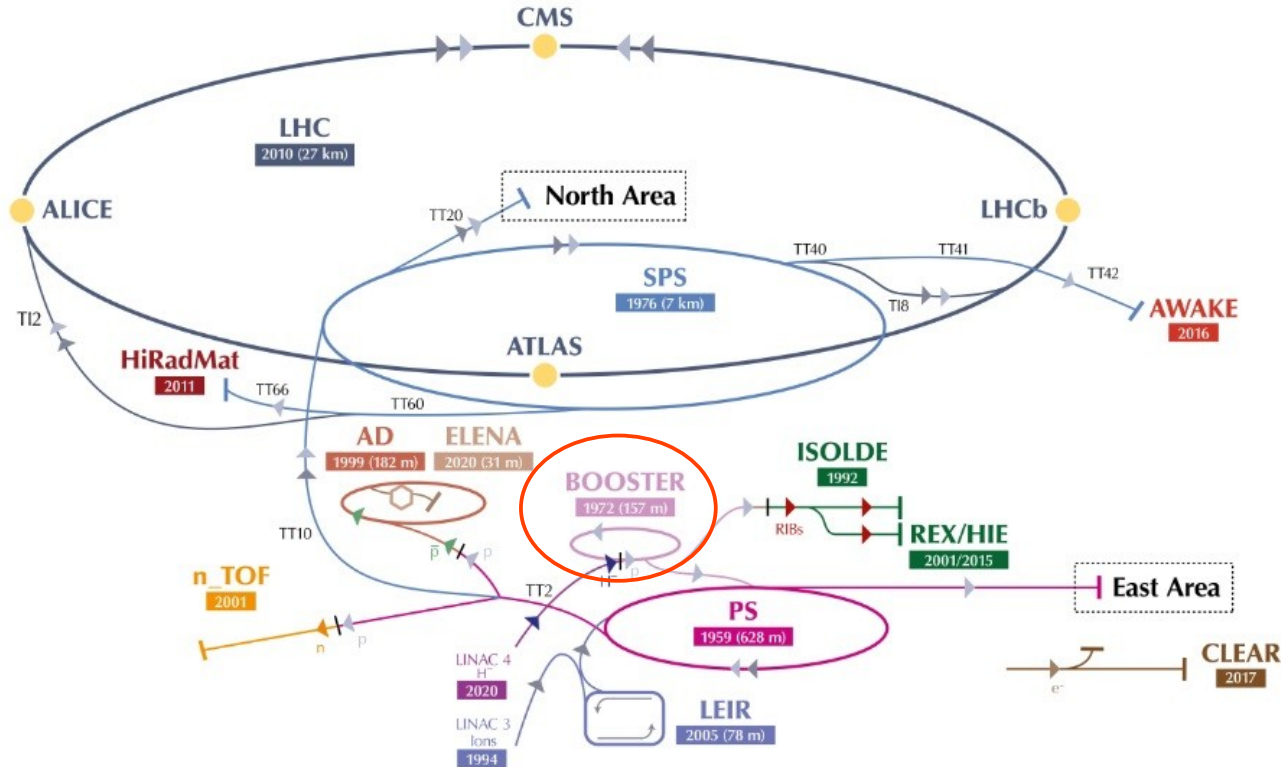 CMS
LHC
2010 (27 km)
North Area
ALICE
LHCb
TT20
TT40
TT41
TT42
SPS
1976 (7 km)
TI8
TI2
AWAKE
2016
ATLAS
HiRadMat
2011
TT66
TT60
AD
1999 (182 m)
ELENA
2020 (31 m)
BOOSTER
1972 (157 m)
ISOLDE
1992
RIBs
REX/HIE
2001/2015
TT10
p̅
p
H⁻
p
n_TOF
2001
TT2
East Area
n
p
PS
1959 (628 m)
LINAC 4
H⁻
2020
CLEAR
2017
e⁻
LEIR
2005 (78 m)
LINAC 3
Ions
1994